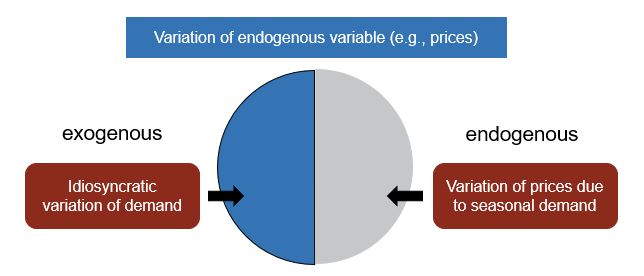 Variation of endogenous variable (e.g., prices)
exogenous
endogenous
Idiosyncratic
variation of demand
Variation of prices due
to seasonal demand